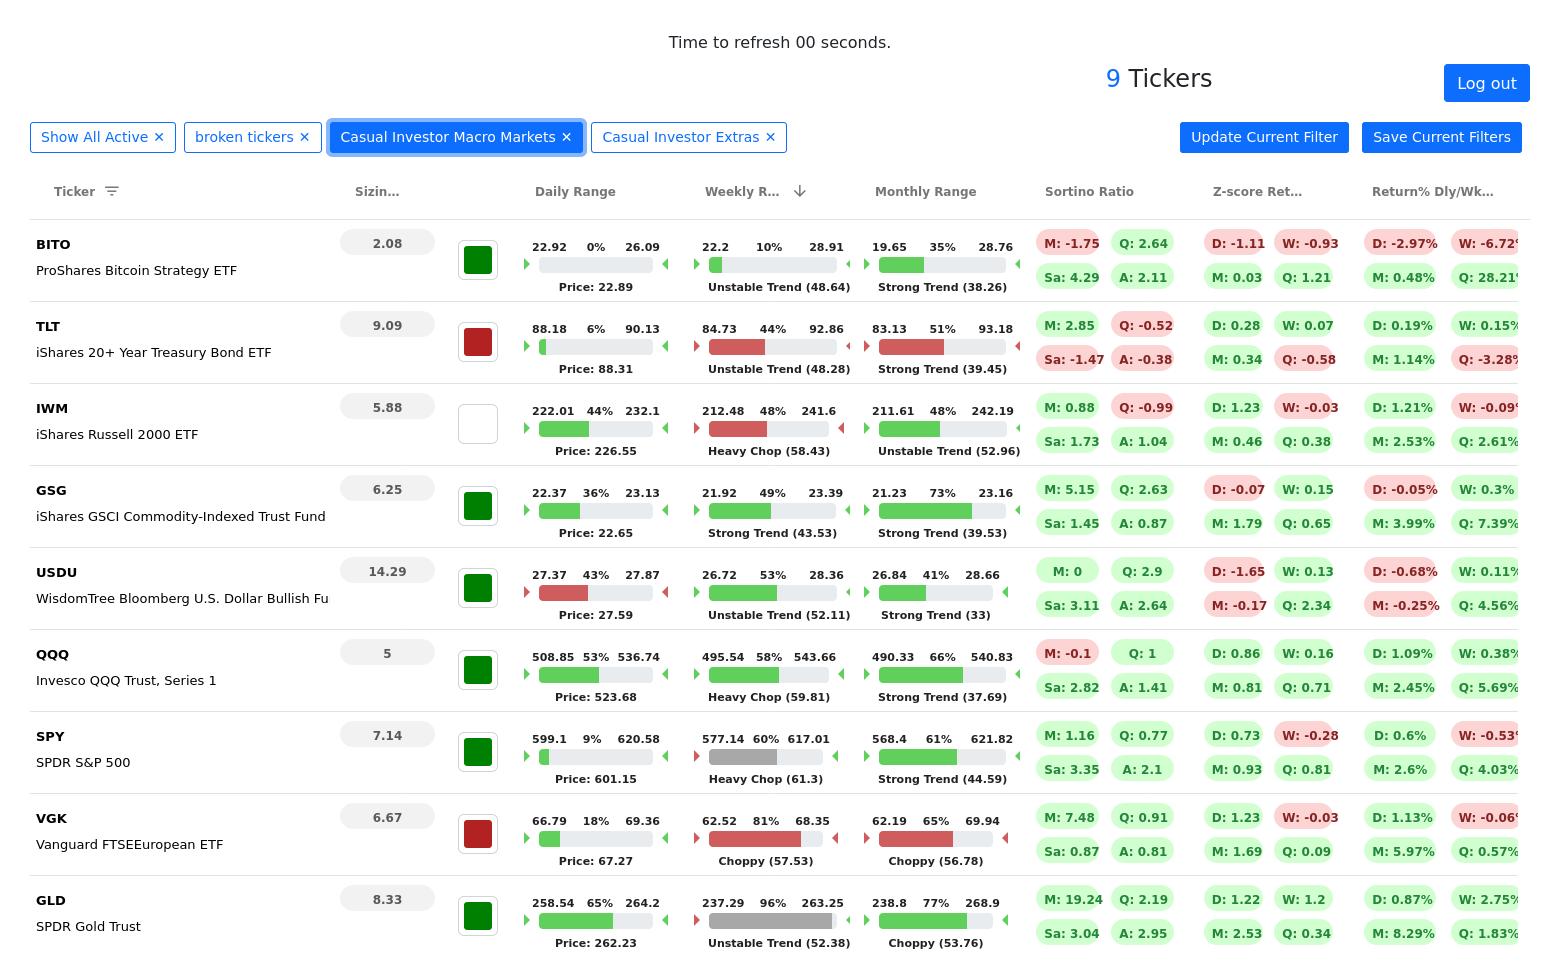 Time to refresh 00 seconds.
9 Tickers
Log out
Show All Active ✕ broken tickers ✕ Casual Investor Macro Markets ✕ Casual Investor Extras ✕ Update Current Filter Save Current Filters
Ticker Sizin… Daily Range Weekly R… Monthly Range Sortino Ratio Z-score Ret… Return% Dly/Wk…
BITO 2.08 22.92 0% 26.09 22.2 10% 28.91 19.65 35% 28.76 M: -1.75 Q: 2.64 D: -1.11 W: -0.93 D: -2.97% W: -6.72%
ProShares Bitcoin Strategy ETF Price: 22.89 Unstable Trend (48.64) Strong Trend (38.26) Sa: 4.29 A: 2.11 M: 0.03 Q: 1.21 M: 0.48% Q: 28.21%
TLT 9.09 88.18 6% 90.13 84.73 44% 92.86 83.13 51% 93.18 M: 2.85 Q: -0.52 D: 0.28 W: 0.07 D: 0.19% W: 0.15%
iShares 20+ Year Treasury Bond ETF Price: 88.31 Unstable Trend (48.28) Strong Trend (39.45) Sa: -1.47 A: -0.38 M: 0.34 Q: -0.58 M: 1.14% Q: -3.28%
IWM 5.88 222.01 44% 232.1 212.48 48% 241.6 211.61 48% 242.19 M: 0.88 Q: -0.99 D: 1.23 W: -0.03 D: 1.21% W: -0.09%
iShares Russell 2000 ETF Price: 226.55 Heavy Chop (58.43) Unstable Trend (52.96) Sa: 1.73 A: 1.04 M: 0.46 Q: 0.38 M: 2.53% Q: 2.61%
GSG 6.25 22.37 36% 23.13 21.92 49% 23.39 21.23 73% 23.16 M: 5.15 Q: 2.63 D: -0.07 W: 0.15 D: -0.05% W: 0.3%
iShares GSCI Commodity-Indexed Trust Fund Price: 22.65 Strong Trend (43.53) Strong Trend (39.53) Sa: 1.45 A: 0.87 M: 1.79 Q: 0.65 M: 3.99% Q: 7.39%
USDU 14.29 27.37 43% 27.87 26.72 53% 28.36 26.84 41% 28.66 M: 0 Q: 2.9 D: -1.65 W: 0.13 D: -0.68% W: 0.11%
WisdomTree Bloomberg U.S. Dollar Bullish Fu Price: 27.59 Unstable Trend (52.11) Strong Trend (33) Sa: 3.11 A: 2.64 M: -0.17 Q: 2.34 M: -0.25% Q: 4.56%
QQQ 5 508.85 53% 536.74 495.54 58% 543.66 490.33 66% 540.83 M: -0.1 Q: 1 D: 0.86 W: 0.16 D: 1.09% W: 0.38%
Invesco QQQ Trust, Series 1 Price: 523.68 Heavy Chop (59.81) Strong Trend (37.69) Sa: 2.82 A: 1.41 M: 0.81 Q: 0.71 M: 2.45% Q: 5.69%
SPY 7.14 599.1 9% 620.58 577.14 60% 617.01 568.4 61% 621.82 M: 1.16 Q: 0.77 D: 0.73 W: -0.28 D: 0.6% W: -0.53%
SPDR S&P 500 Price: 601.15 Heavy Chop (61.3) Strong Trend (44.59) Sa: 3.35 A: 2.1 M: 0.93 Q: 0.81 M: 2.6% Q: 4.03%
VGK 6.67 66.79 18% 69.36 62.52 81% 68.35 62.19 65% 69.94 M: 7.48 Q: 0.91 D: 1.23 W: -0.03 D: 1.13% W: -0.06%
Vanguard FTSEEuropean ETF Price: 67.27 Choppy (57.53) Choppy (56.78) Sa: 0.87 A: 0.81 M: 1.69 Q: 0.09 M: 5.97% Q: 0.57%
GLD 8.33 258.54 65% 264.2 237.29 96% 263.25 238.8 77% 268.9 M: 19.24 Q: 2.19 D: 1.22 W: 1.2 D: 0.87% W: 2.75%
SPDR Gold Trust Price: 262.23 Unstable Trend (52.38) Choppy (53.76) Sa: 3.04 A: 2.95 M: 2.53 Q: 0.34 M: 8.29% Q: 1.83%